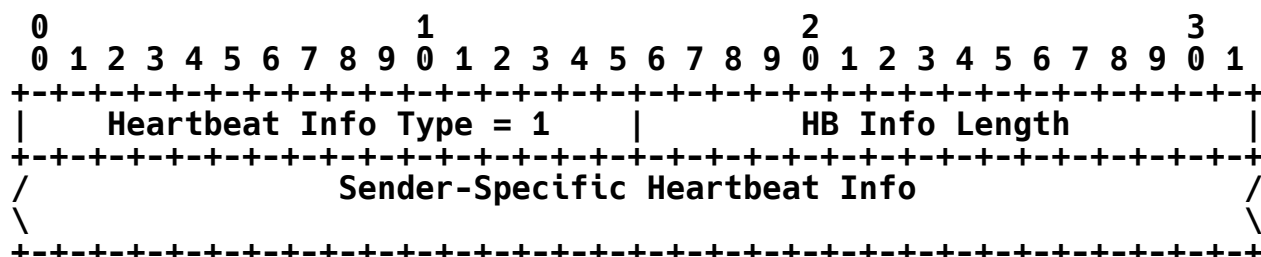 0                   1                   2                   3
 0 1 2 3 4 5 6 7 8 9 0 1 2 3 4 5 6 7 8 9 0 1 2 3 4 5 6 7 8 9 0 1
+-+-+-+-+-+-+-+-+-+-+-+-+-+-+-+-+-+-+-+-+-+-+-+-+-+-+-+-+-+-+-+-+
|    Heartbeat Info Type = 1    |        HB Info Length         |
+-+-+-+-+-+-+-+-+-+-+-+-+-+-+-+-+-+-+-+-+-+-+-+-+-+-+-+-+-+-+-+-+
/                Sender-Specific Heartbeat Info                 /
\                                                               \
+-+-+-+-+-+-+-+-+-+-+-+-+-+-+-+-+-+-+-+-+-+-+-+-+-+-+-+-+-+-+-+-+